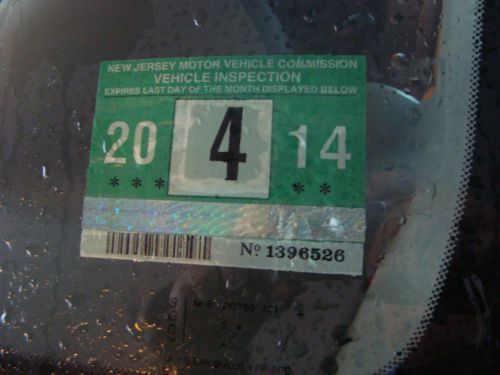 NEW JERSEY MOTOR VEHICLE COMMISSION
VEHICLE INSPECTION
EXPIRES LAST DAY OF THE MONTH DISPLAYED BELOW
20 4 14
*** **
Nº 1396526